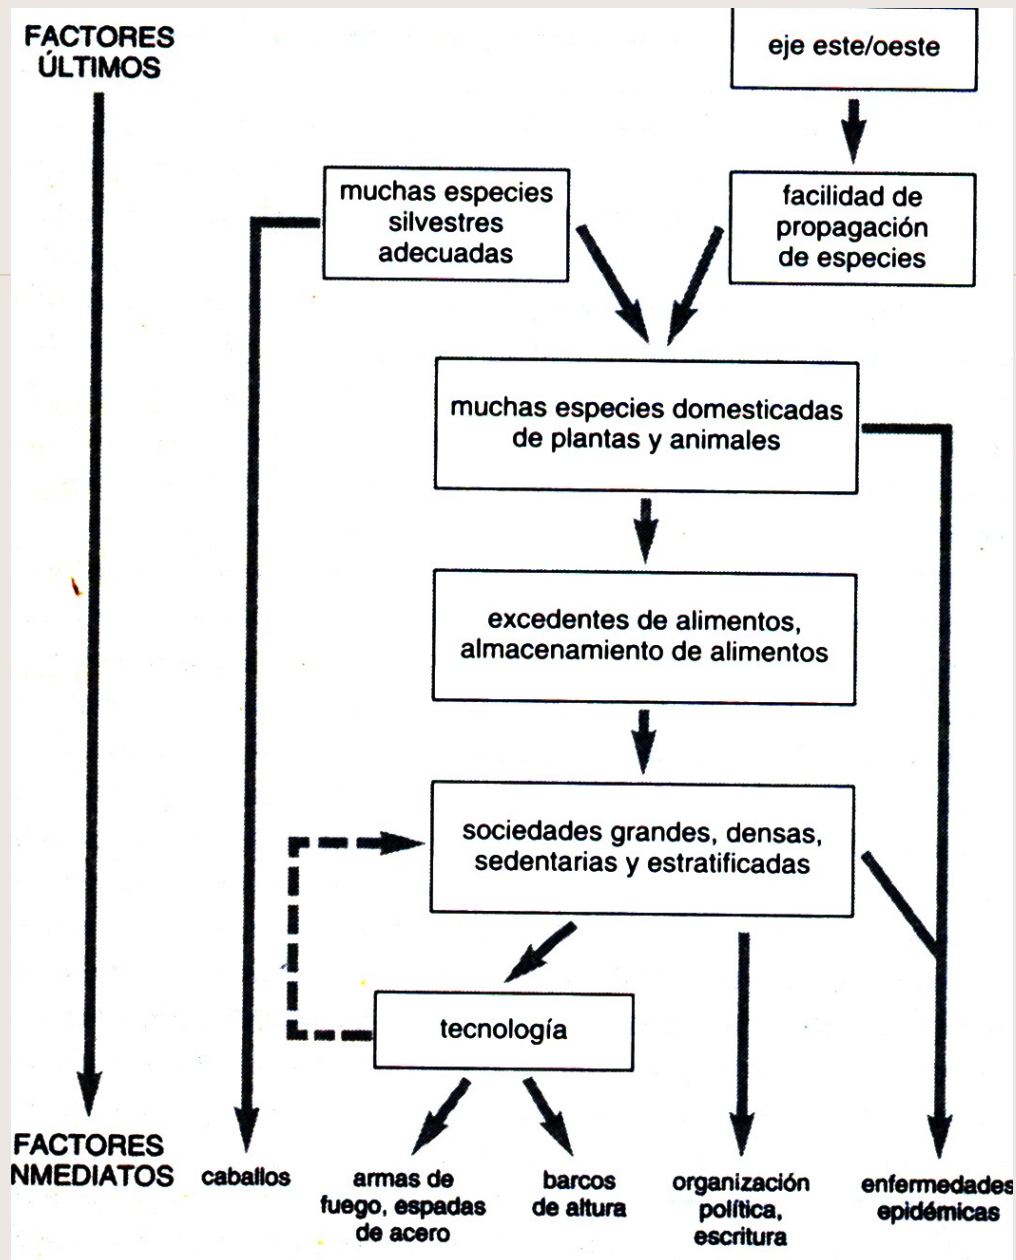 FACTORES
ÚLTIMOS
eje este/oeste
muchas especies
silvestres
adecuadas
facilidad de
propagación
de especies
muchas especies domesticadas
de plantas y animales
excedentes de alimentos,
almacenamiento de alimentos
sociedades grandes, densas,
sedentarias y estratificadas
tecnología
FACTORES
NMEDIATOS
caballos
armas de
fuego, espadas
de acero
barcos
de altura
organización
política,
escritura
enfermedades
epidémicas